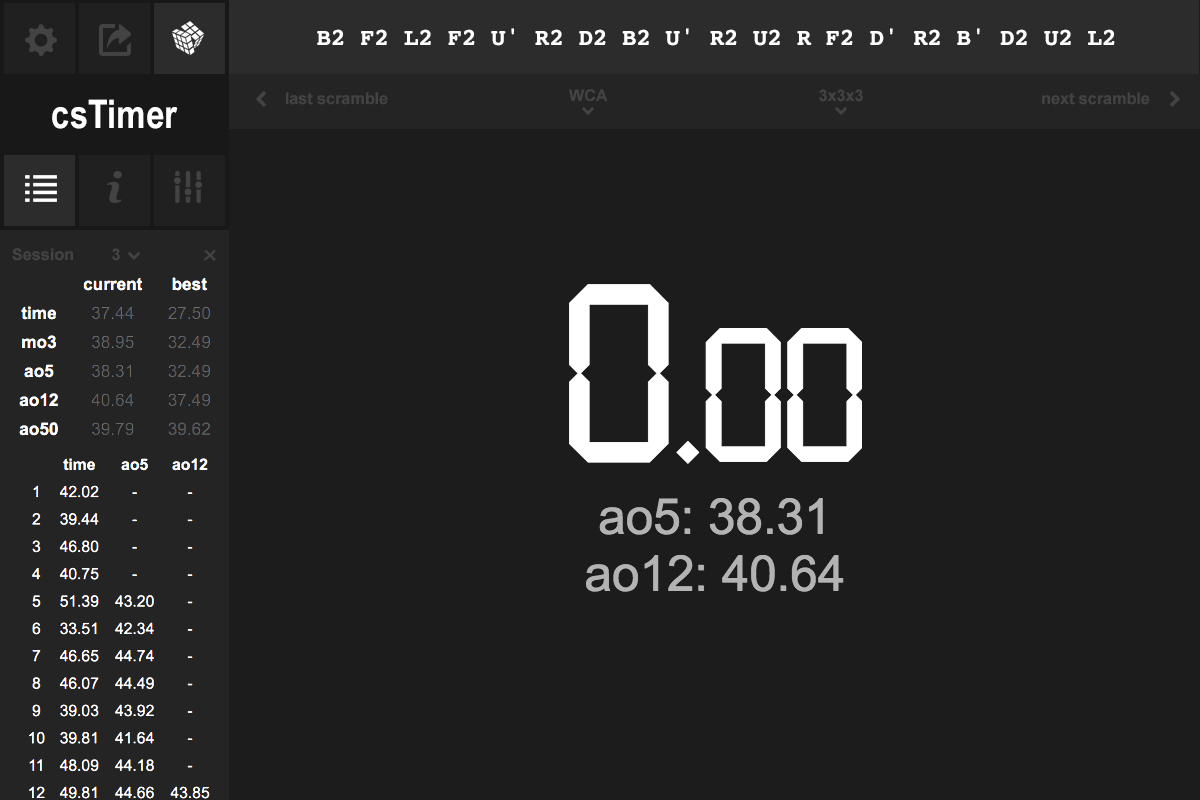 B2 F2 L2 F2 U' R2 D2 B2 U' R2 U2 R F2 D' R2 B' D2 U2 L2
last scramble WCA 3x3x3 next scramble
csTimer
Session 3
current best
time 37.44 27.50
mo3 38.95 32.49
ao5 38.31 32.49
ao12 40.64 37.49
ao50 39.79 39.62
time ao5 ao12
1 42.02 - -
2 39.44 - -
3 46.80 - -
4 40.75 - -
5 51.39 43.20 -
6 33.51 42.34 -
7 46.65 44.74 -
8 46.07 44.49 -
9 39.03 43.92 -
10 39.81 41.64 -
11 48.09 44.18 -
12 49.81 44.66 43.85
0.00
ao5: 38.31
ao12: 40.64